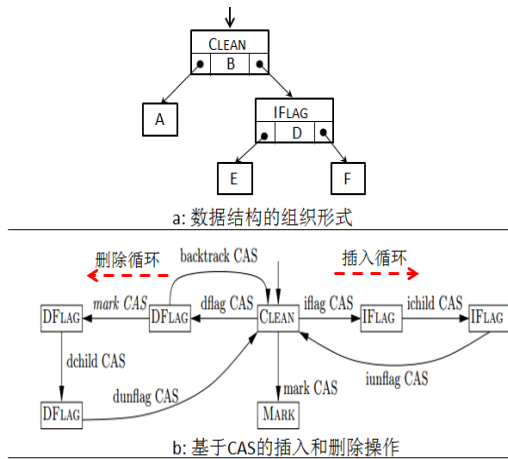 CLEAN
B
A
IFLAG
D
E
F
a: 数据结构的组织形式
删除循环
backtrack CAS
插入循环
mark CAS
dflag CAS
iflag CAS
ichild CAS
DFLAG
DFLAG
CLEAN
IFLAG
IFLAG
dchild CAS
mark CAS
iunflag CAS
dunflag CAS
DFLAG
MARK
b: 基于CAS的插入和删除操作